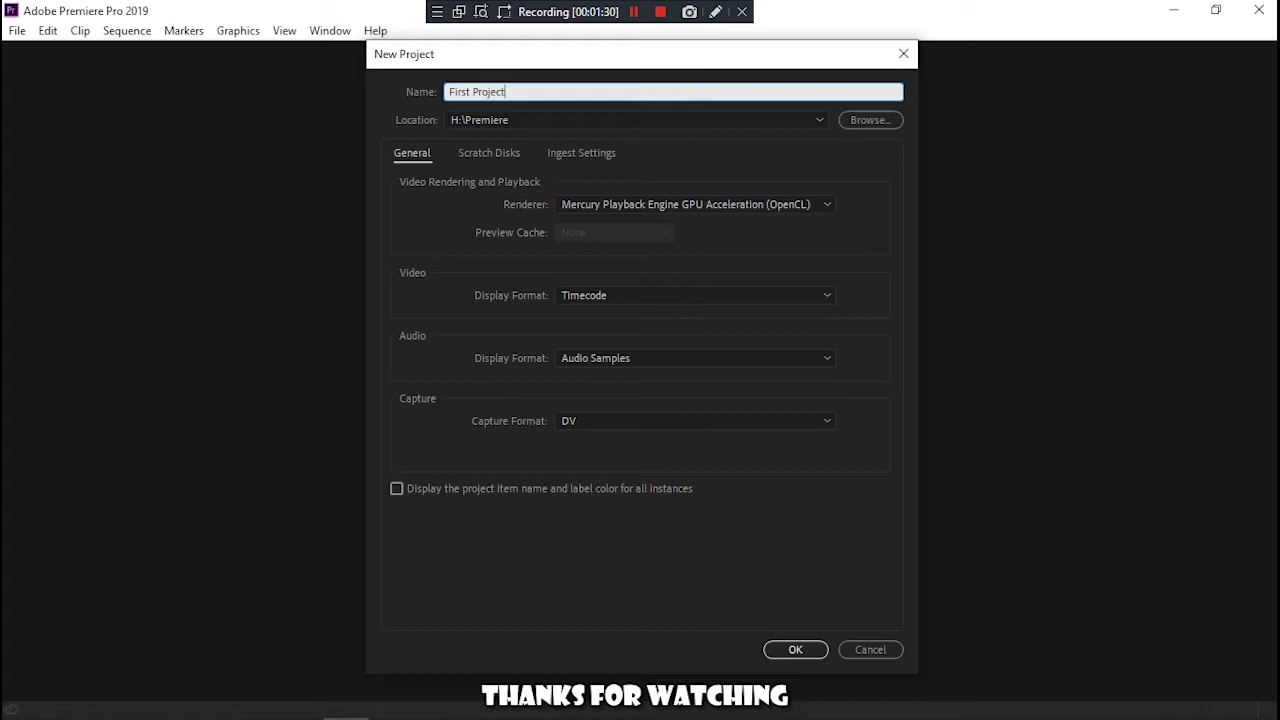 Adobe Premiere Pro 2019
Recording [00:01:30]
File Edit Clip Sequence Markers Graphics View Window Help
New Project
Name: First Project
Location: H:\Premiere Browse...
General Scratch Disks Ingest Settings
Video Rendering and Playback
Renderer: Mercury Playback Engine GPU Acceleration (OpenCL)
Preview Cache: None
Video
Display Format: Timecode
Audio
Display Format: Audio Samples
Capture
Capture Format: DV
Display the project item name and label color for all instances
OK Cancel
THANKS FOR WATCHING